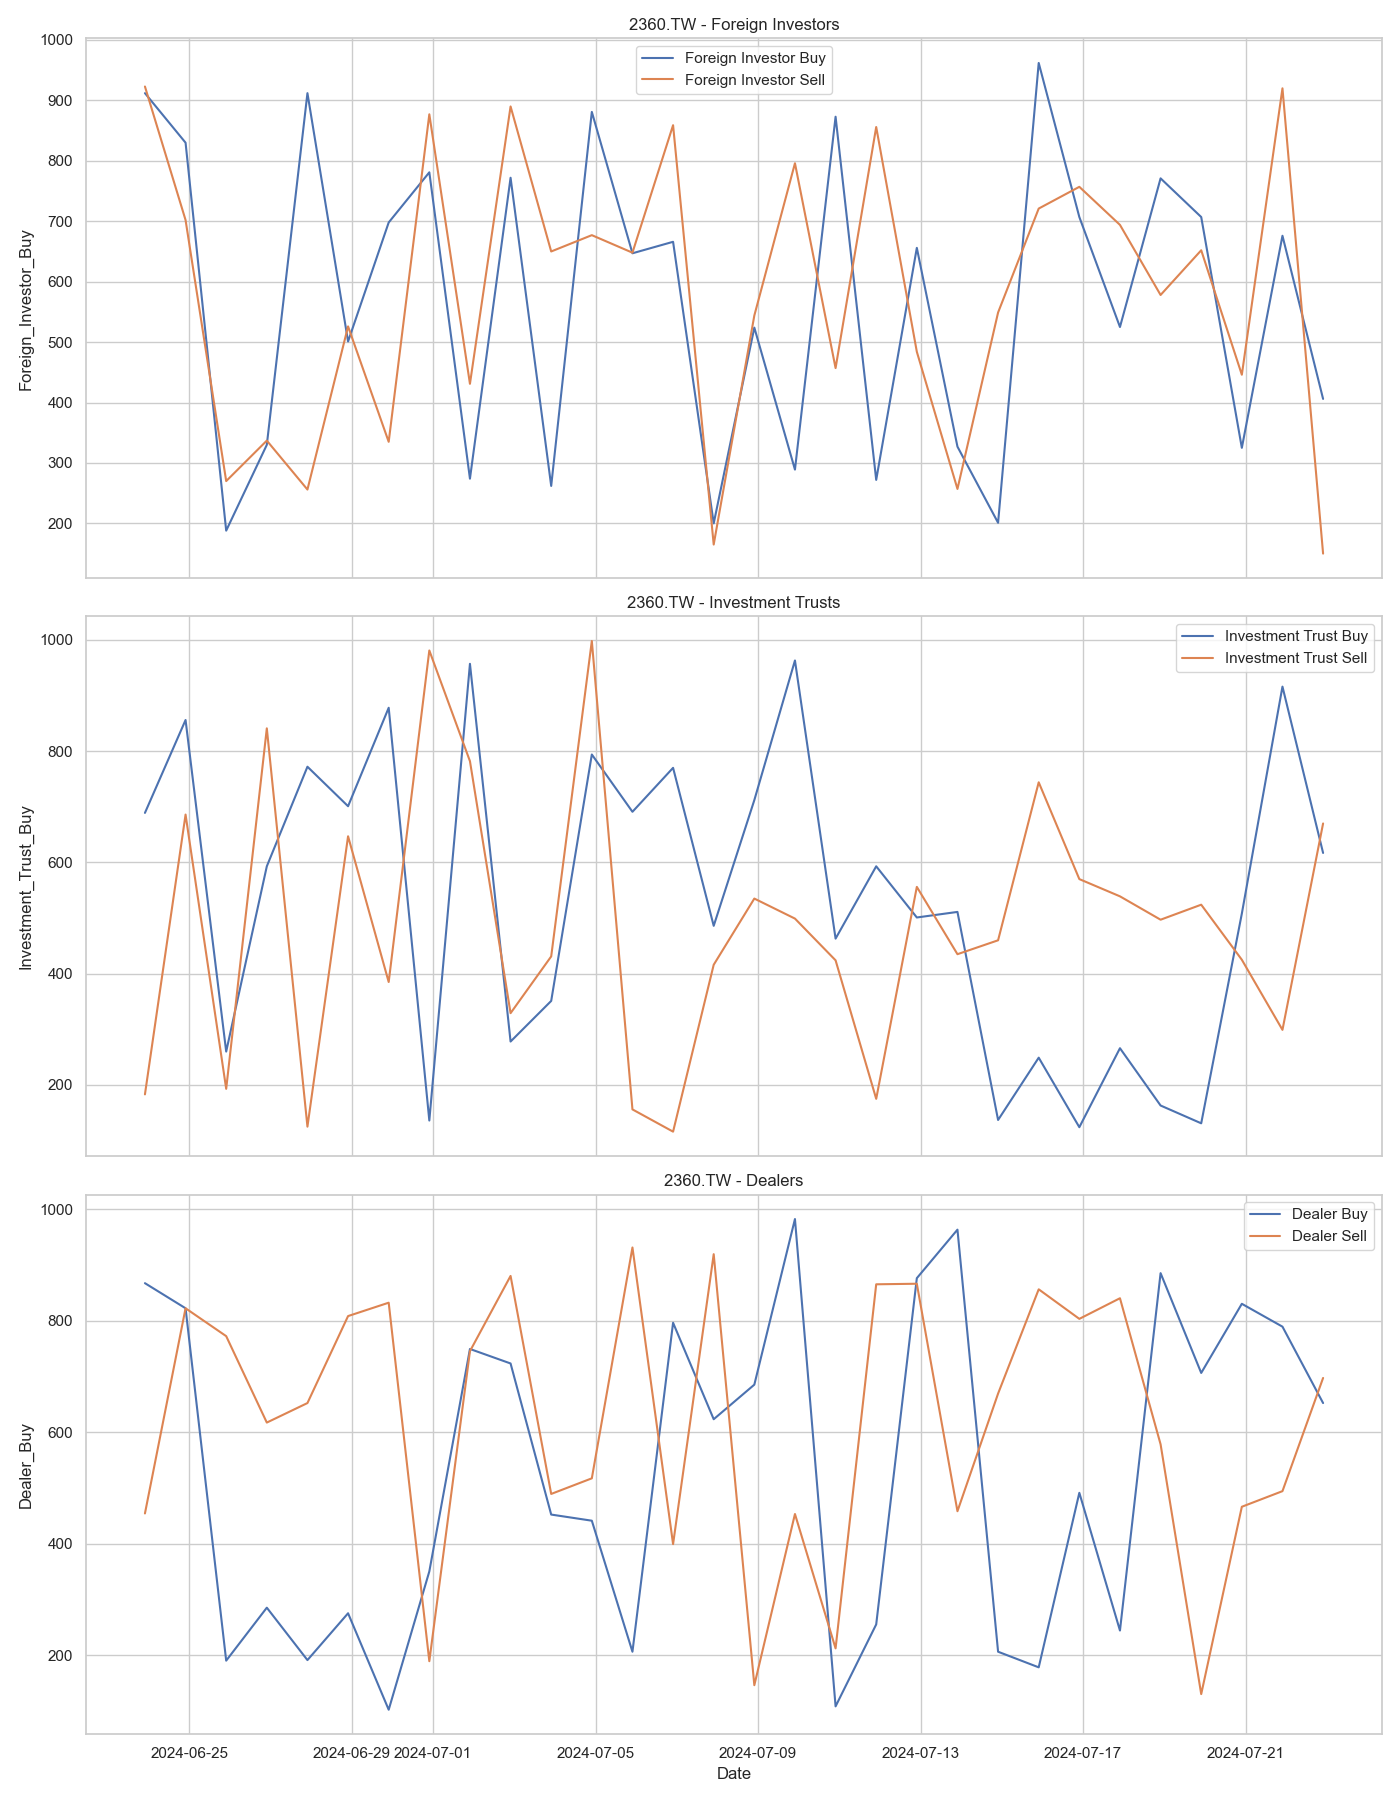 2360.TW - Foreign Investors
Foreign Investor Buy
Foreign Investor Sell
Foreign_Investor_Buy
1000
900
800
700
600
500
400
300
200
2360.TW - Investment Trusts
Investment Trust Buy
Investment Trust Sell
Investment_Trust_Buy
1000
800
600
400
200
2360.TW - Dealers
Dealer Buy
Dealer Sell
Dealer_Buy
1000
800
600
400
200
2024-06-25 2024-06-29 2024-07-01 2024-07-05 2024-07-09 2024-07-13 2024-07-17 2024-07-21
Date